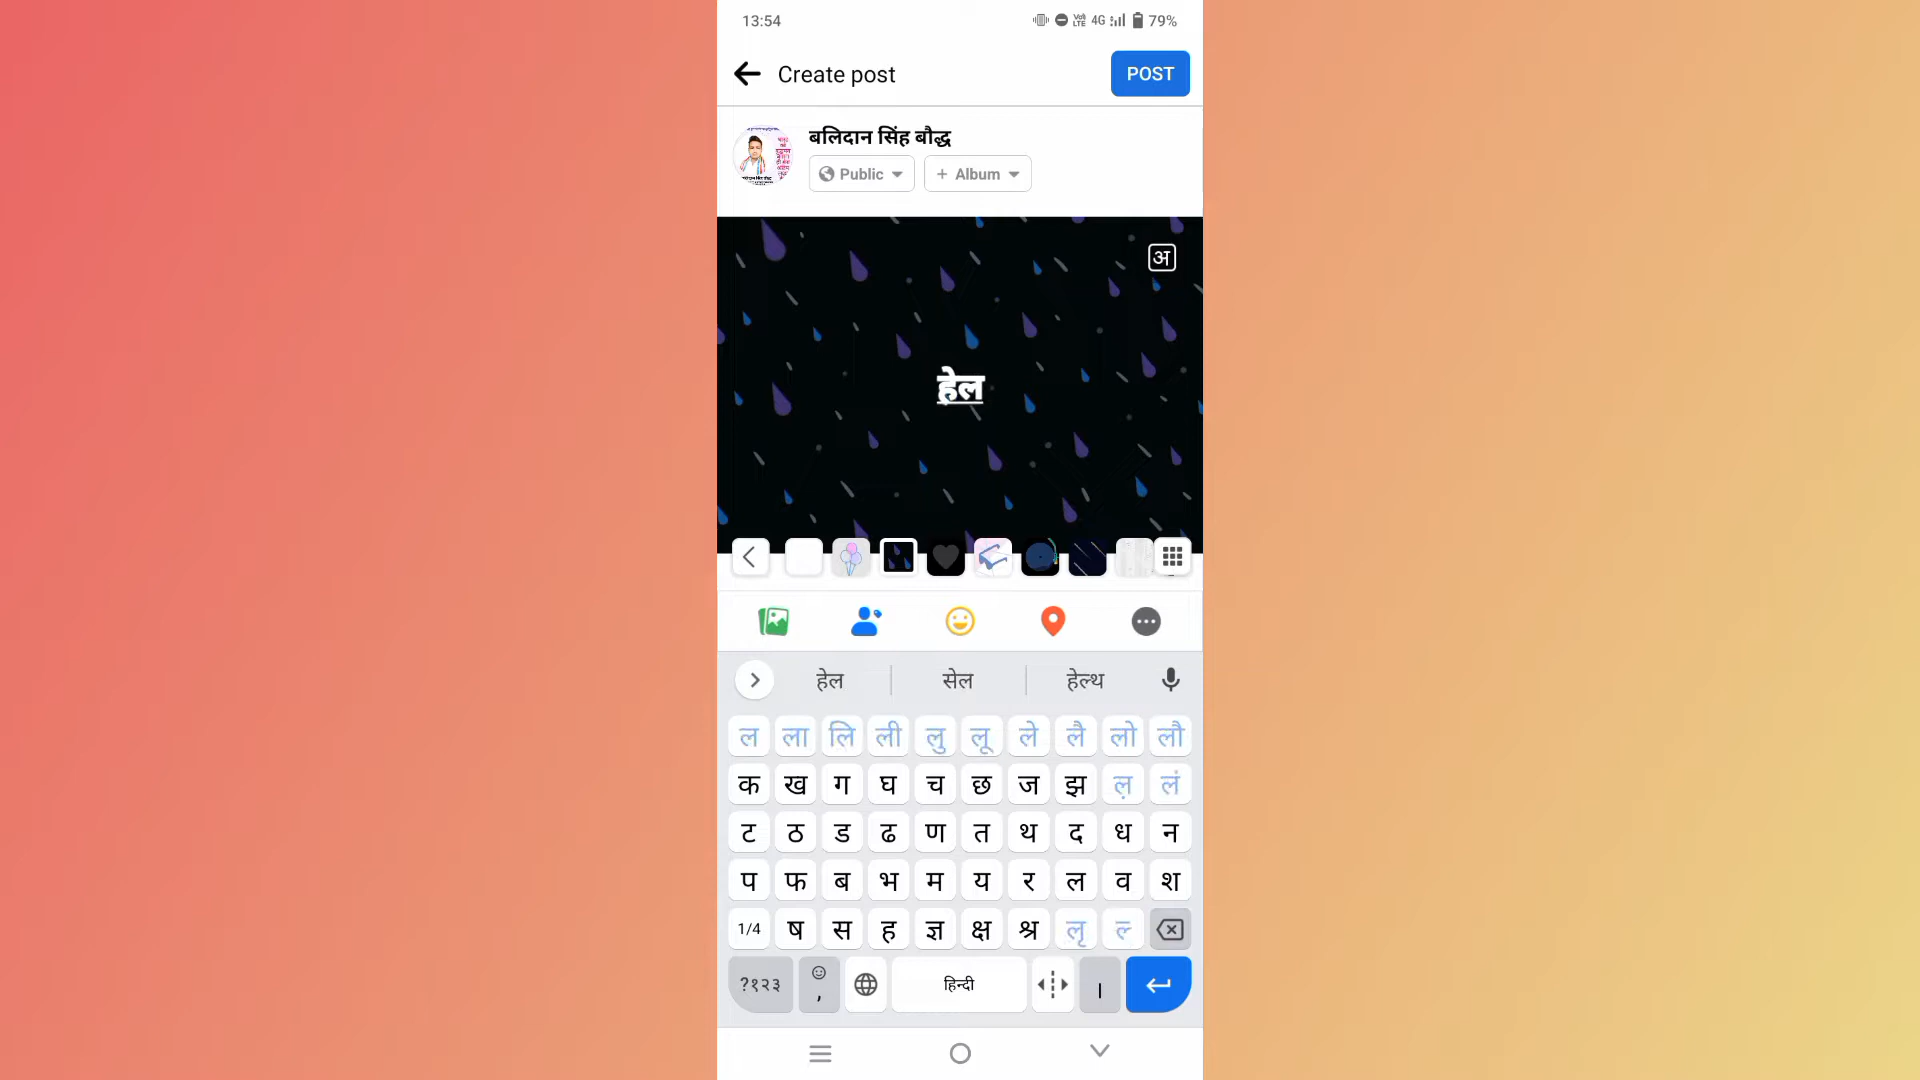 13:54
4G 79%
Create post
POST
बलिदान सिंह बौद्ध
Public
+ Album
अ
हेल
हेल सेल हेल्थ
ल ला लि ली लु लू ले लै लो लौ
क ख ग घ च छ ज झ ल़ लं
ट ठ ड ढ ण त थ द ध न
प फ ब भ म य र ल व श
1/4 ष स ह ज्ञ क्ष श्र लृ ल्
?१२३ , हिन्दी ।